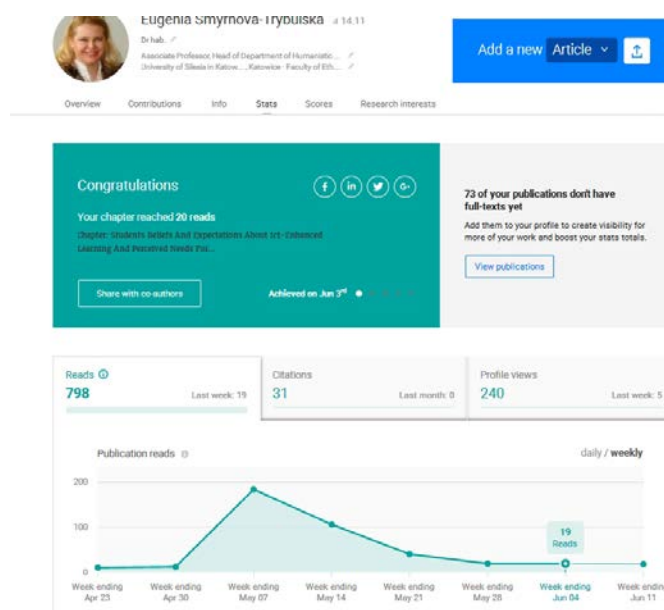 Eugenia Smyrnova-Trybulska 14.11
Dr hab.
Associate Professor, Head of Department of Humanistic...
University of Silesia in Katow..., Katowice - Faculty of Eth...
Add a new Article
Overview Contributions Info Stats Scores Research interests
Congratulations
Your chapter reached 20 reads
Chapter: Students Beliefs And Expectations About Ict-Enhanced
Learning And Perceived Needs For...
Share with co-authors
Achieved on Jun 3rd
73 of your publications don't have
full-texts yet
Add them to your profile to create visibility for
more of your work and boost your stats totals.
View publications
Reads
798 Last week: 19
Citations
31 Last month: 0
Profile views
240 Last week: 5
Publication reads
daily / weekly
200
100
0
19
Reads
Week ending Apr 23
Week ending Apr 30
Week ending May 07
Week ending May 14
Week ending May 21
Week ending May 28
Week ending Jun 04
Week ending Jun 11